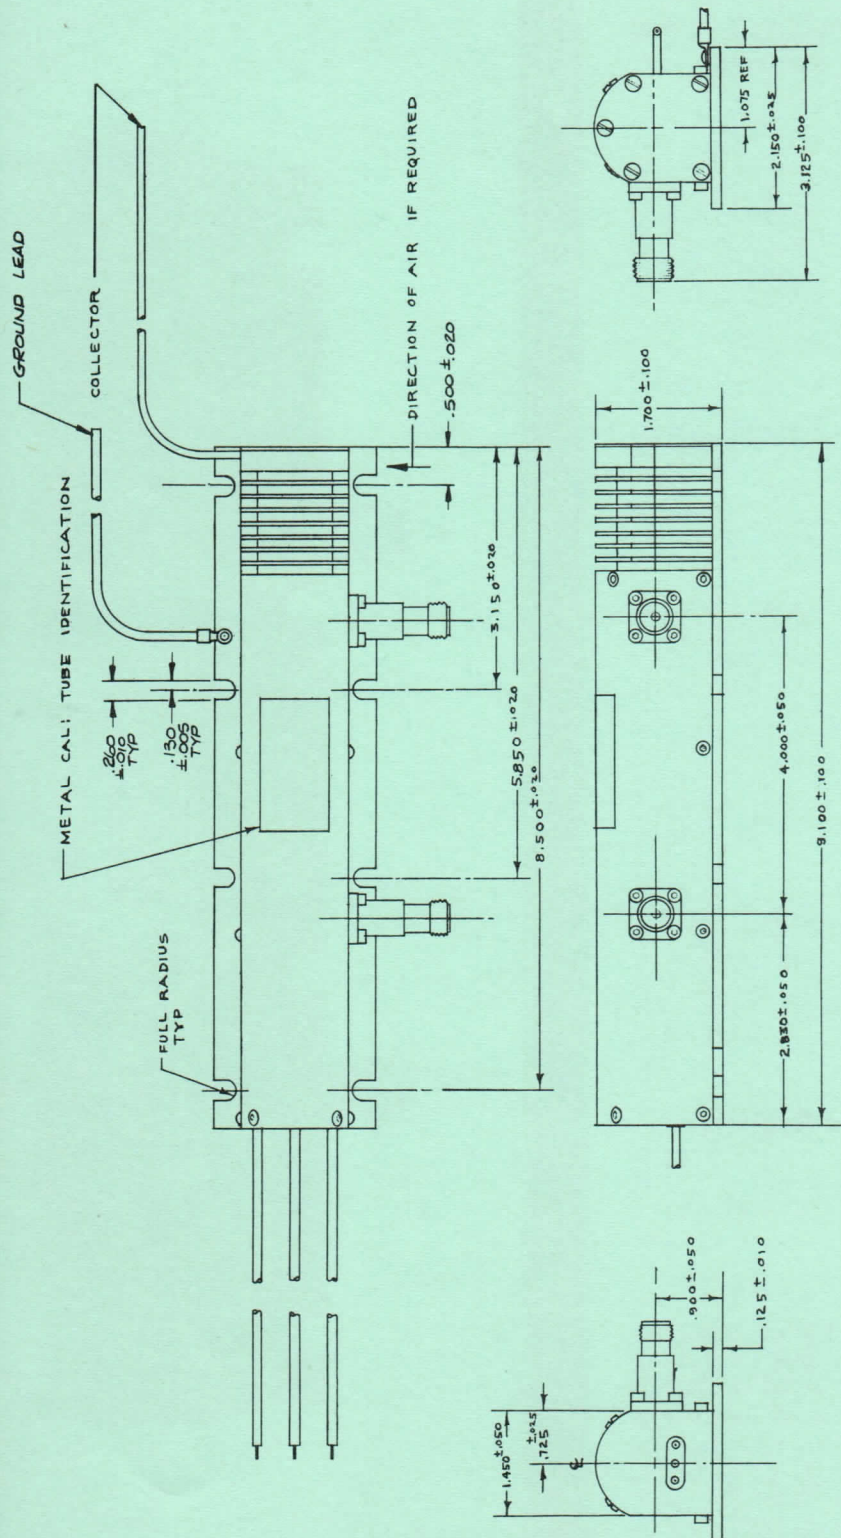 GROUND LEAD
COLLECTOR
METAL CAL: TUBE IDENTIFICATION
.260
±.010
TYP
.130
±.005
TYP
FULL RADIUS
TYP
DIRECTION OF AIR IF REQUIRED
.500 ±.020
3.150 ±.020
5.850 ±.020
8.500 ±.020
1.075 REF
2.150 ±.025
3.125 ±.100
1.700 ±.100
4.000 ±.050
2.830 ±.050
9.100 ±.100
1.450 ±.050
±.025
.725
℄
.900 ±.050
.125 ±.010